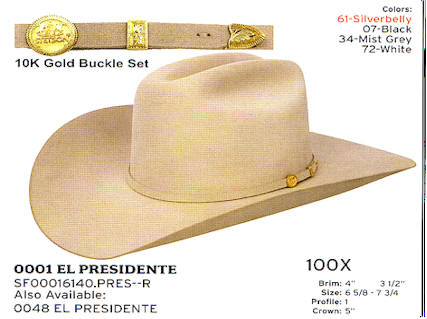 Colors:
61-Silverbelly
07-Black
34-Mist Grey
72-White
STETSON
10K Gold Buckle Set
0001 EL PRESIDENTE
SF00016140.PRES--R
Also Available:
0048 EL PRESIDENTE
100X
Brim: 4" 3 1/2"
Size: 6 5/8 - 7 3/4
Profile: 1
Crown: 5"